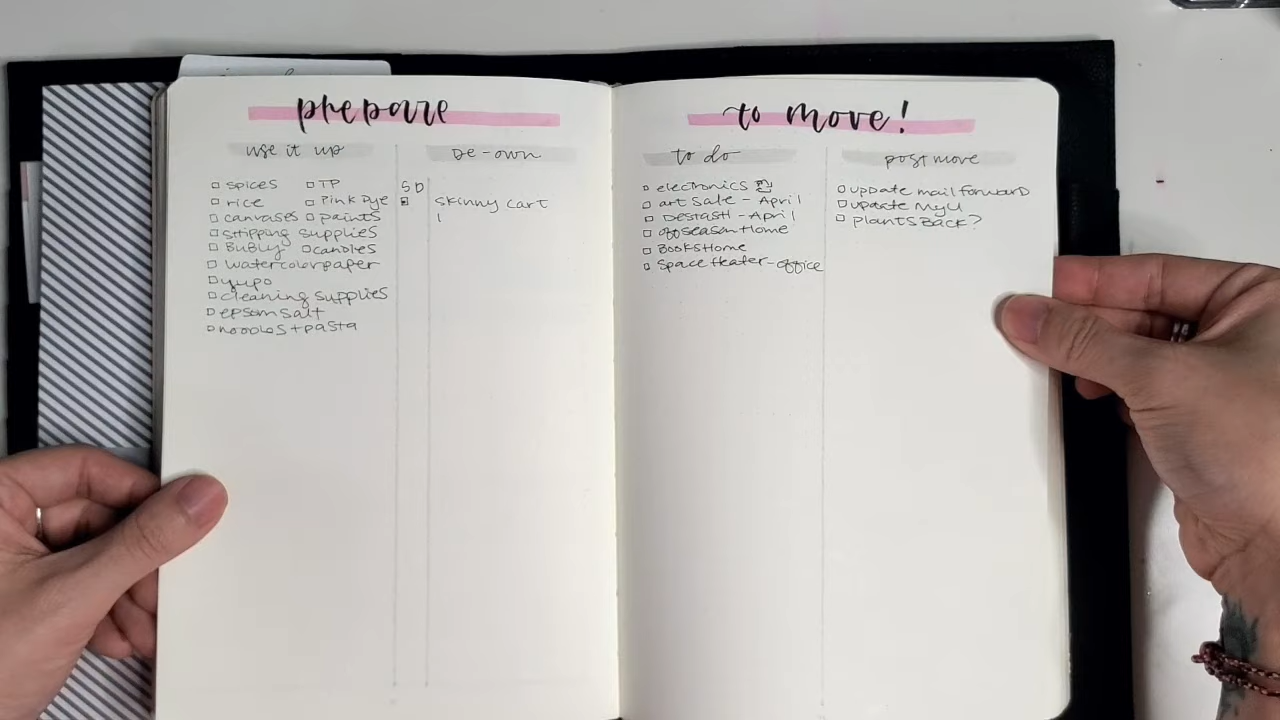 prepare
use it up
□ spices □ TP
□ rice □ Pink Dye
□ canvases □ paints
□ shipping supplies
□ Bubly □ candles
□ watercolor paper
□ yupo
□ cleaning supplies
□ epsom salt
□ noodles + pasta
De-own
S D
skinny cart
to move!
to do
□ electronics
□ art sale - April
□ Destash - April
□ off season Home
□ Books Home
□ space Heater - office
post move
□ update mail forward
□ update MyU
□ plants Back?